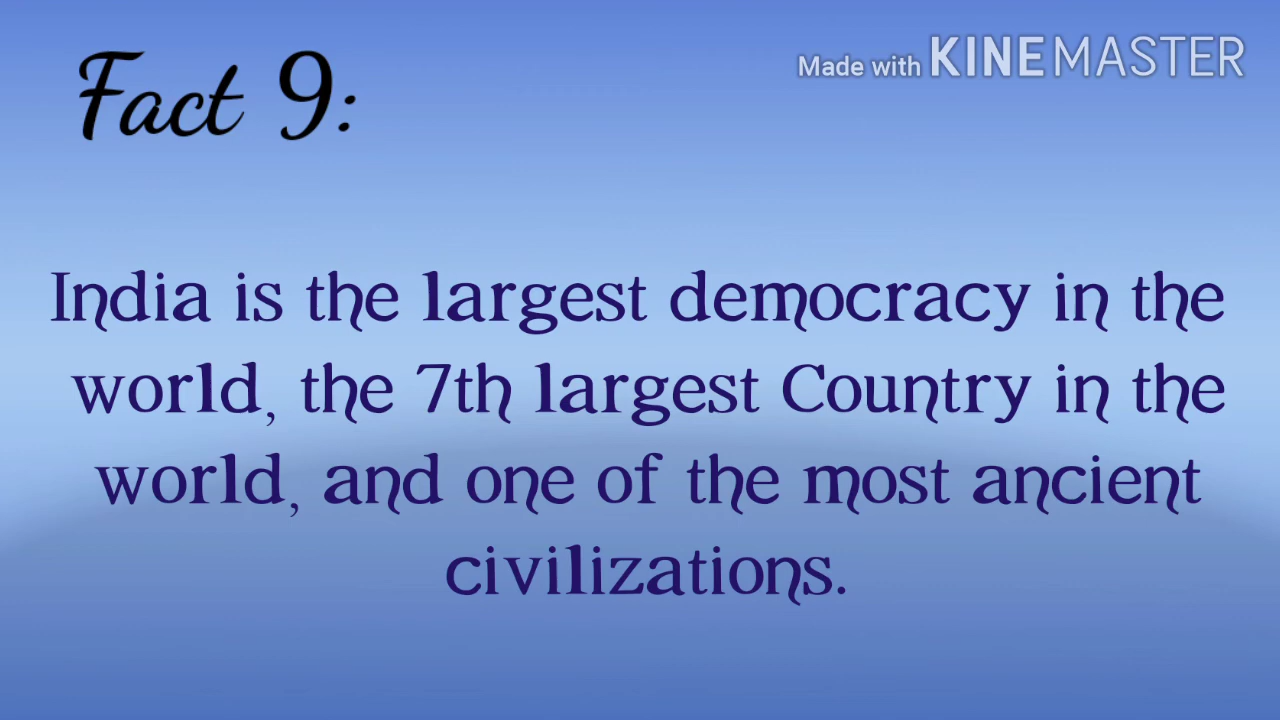 Fact 9:
Made with KINEMASTER
India is the largest democracy in the
world, the 7th largest Country in the
world, and one of the most ancient
civilizations.